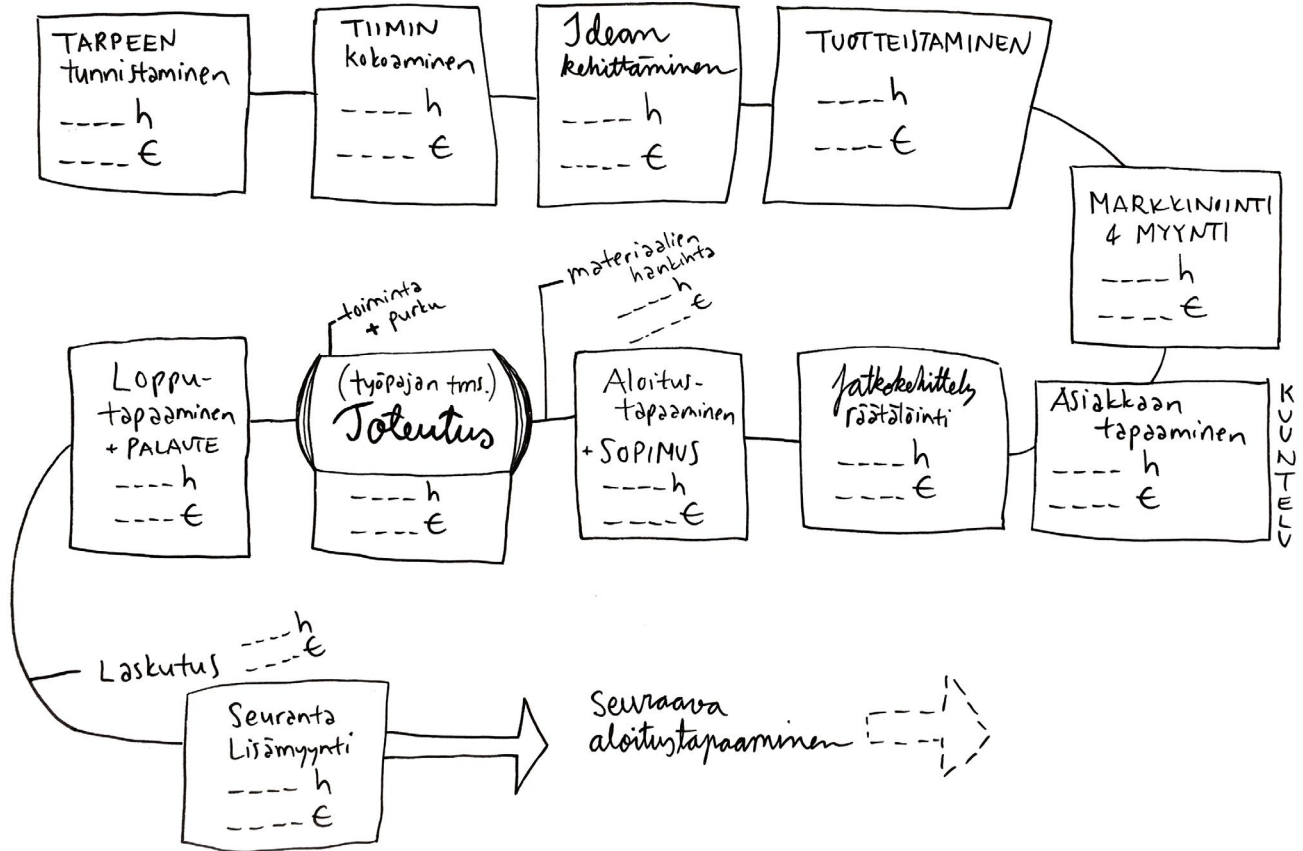 TARPEEN
tunnistaminen
---- h
---- €
TIIMIN
kokoaminen
---- h
---- €
Idean
kehittäminen
---- h
---- €
TUOTTEISTAMINEN
---- h
---- €
MARKKINOINTI
& MYYNTI
---- h
---- €
Asiakkaan
tapaaminen
---- h
---- €
KUUNTELU
Jatkokehittely
räätälöinti
---- h
---- €
Aloitus-
tapaaminen
+ SOPIMUS
---- h
---- €
materiaalien
hankinta
---- h
---- €
toiminta
+ purku
(työpajan tms.)
Toteutus
---- h
---- €
Loppu-
tapaaminen
+ PALAUTE
---- h
---- €
Laskutus
---- h
---- €
Seuranta
Lisämyynti
---- h
---- €
Seuraava
aloitustapaaminen